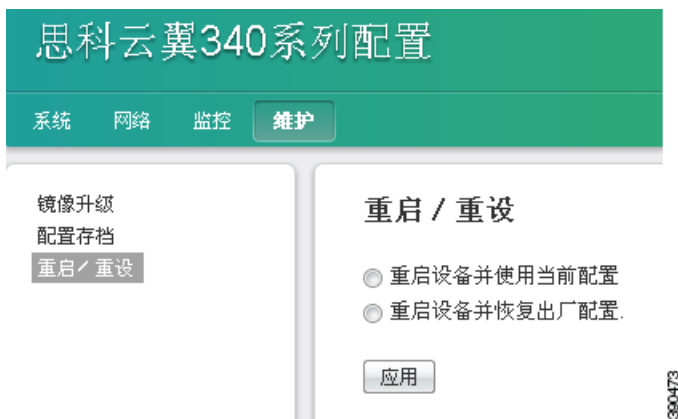 思科云翼340系列配置
系统 网络 监控 维护
镜像升级
配置存档
重启/ 重设
重启 / 重设
重启设备并使用当前配置
重启设备并恢复出厂配置.
应用
390473